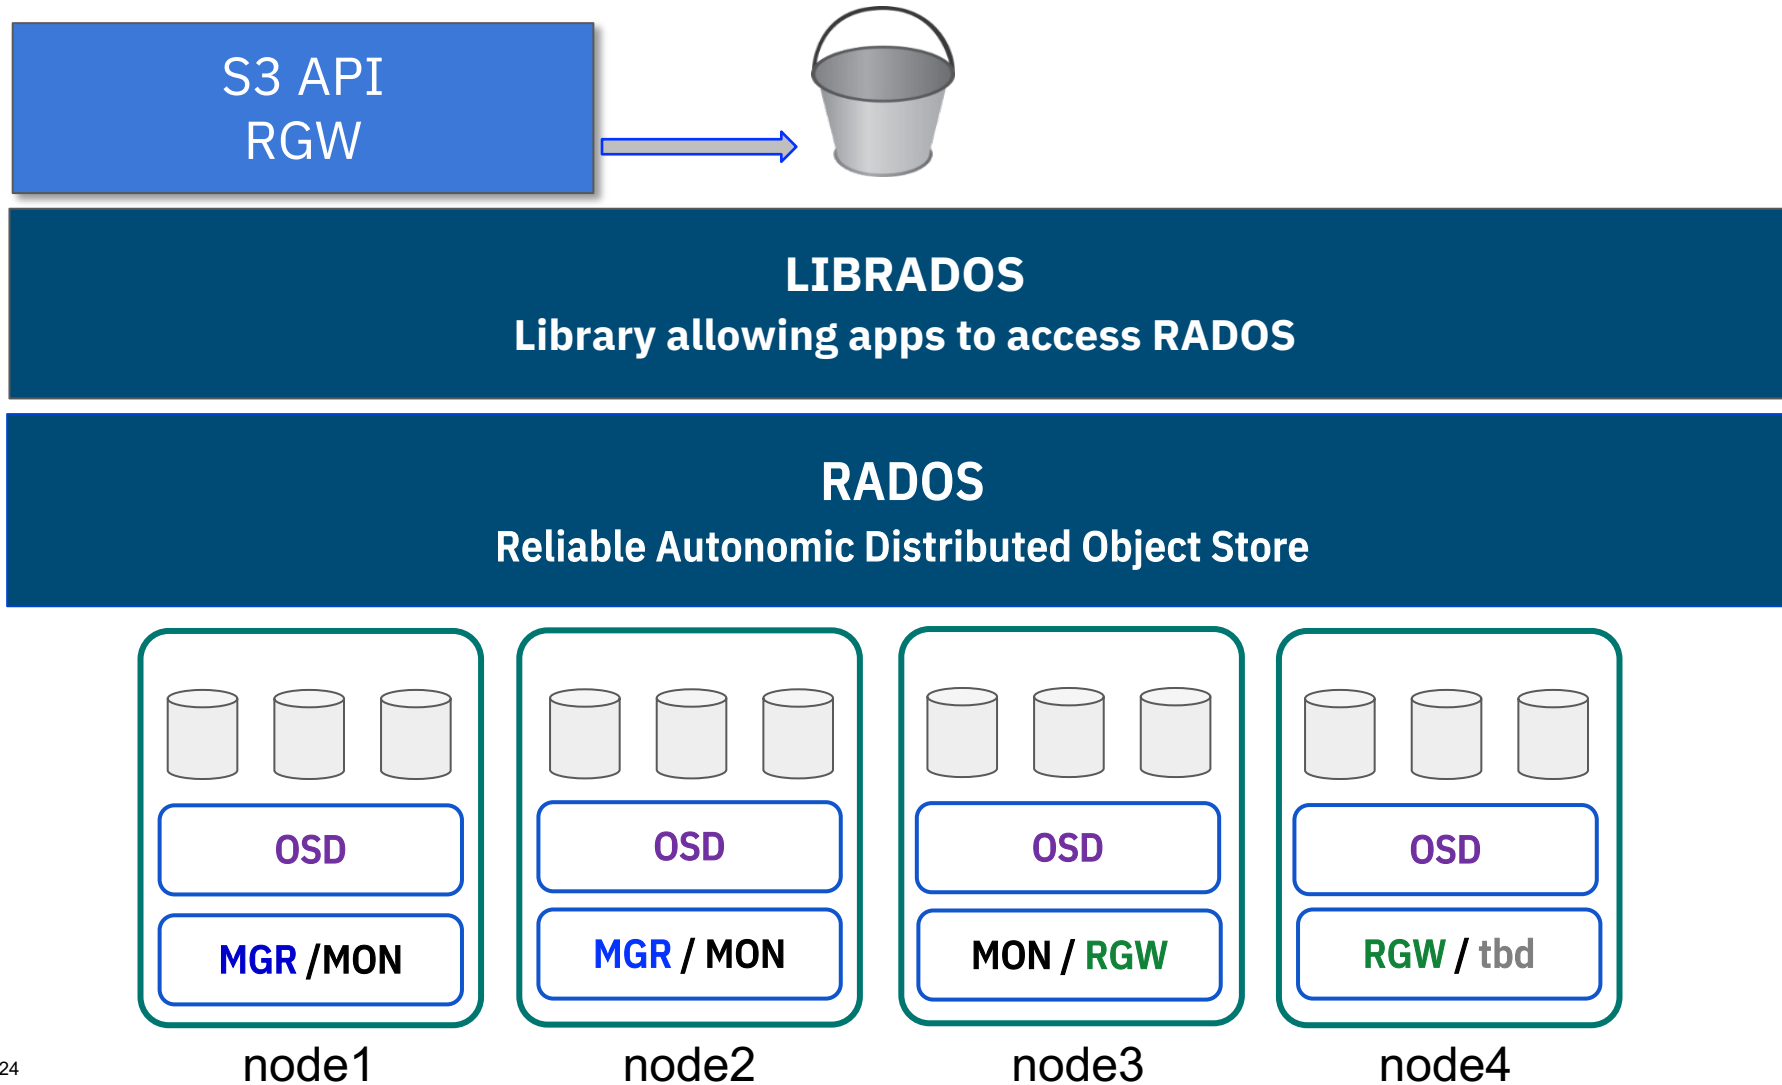 S3 API
RGW
LIBRADOS
Library allowing apps to access RADOS
RADOS
Reliable Autonomic Distributed Object Store
OSD
OSD
OSD
OSD
MGR /MON
MGR / MON
MON / RGW
RGW / tbd
node1
node2
node3
node4
24